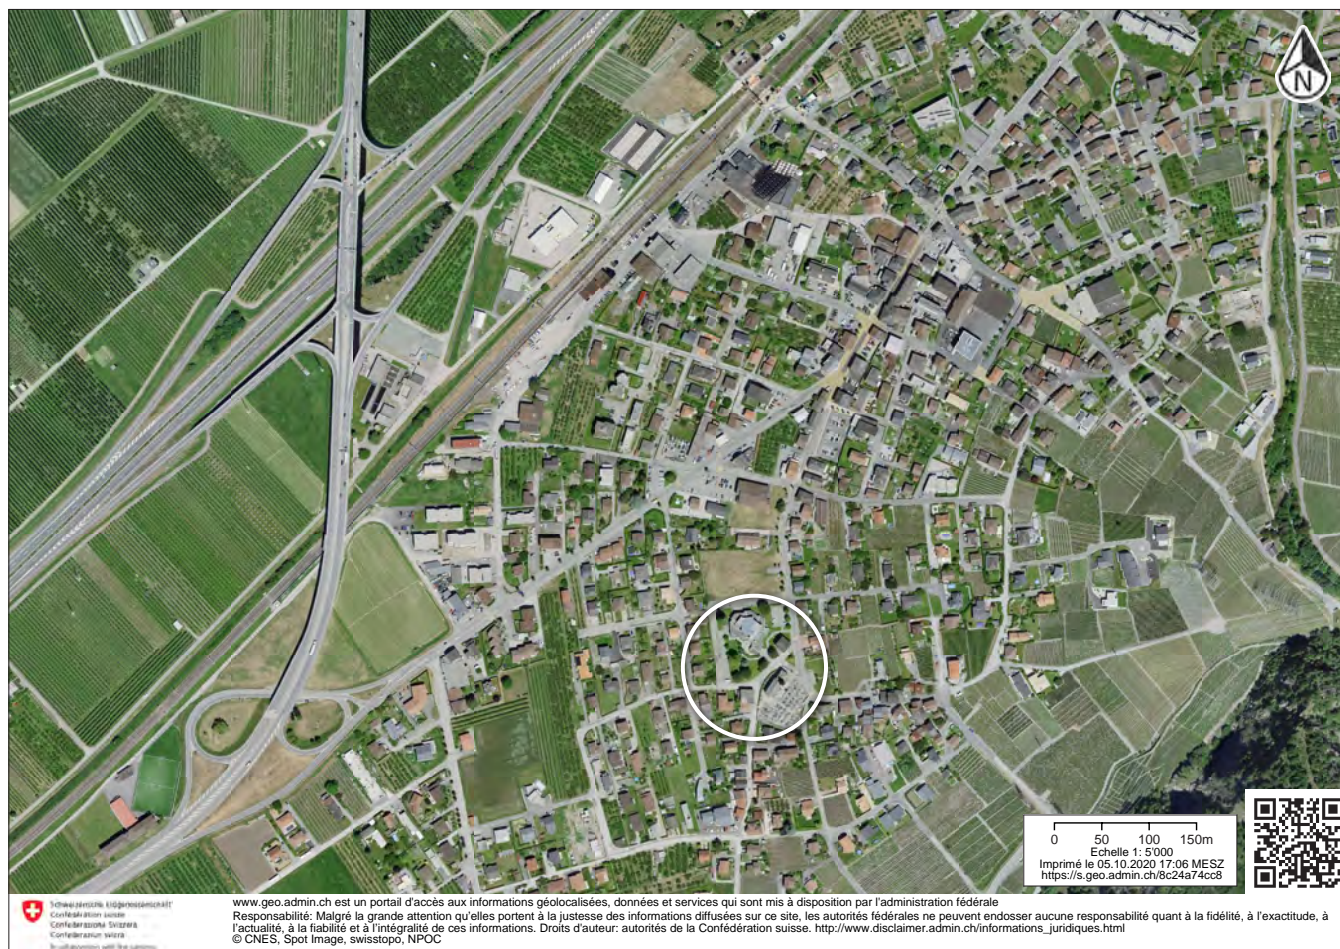 N
0 50 100 150m
Echelle 1: 5'000
Imprimé le 05.10.2020 17:06 MESZ
https://s.geo.admin.ch/8c24a74cc8
Schweizerische Eidgenossenschaft
Confédération suisse
Confederazione Svizzera
Confederaziun svizra
www.geo.admin.ch est un portail d'accès aux informations géolocalisées, données et services qui sont mis à disposition par l'administration fédérale
Responsabilité: Malgré la grande attention qu'elles portent à la justesse des informations diffusées sur ce site, les autorités fédérales ne peuvent endosser aucune responsabilité quant à la fidélité, à l'exactitude, à
l'actualité, à la fiabilité et à l'intégralité de ces informations. Droits d'auteur: autorités de la Confédération suisse. http://www.disclaimer.admin.ch/informations_juridiques.html
© CNES, Spot Image, swisstopo, NPOC